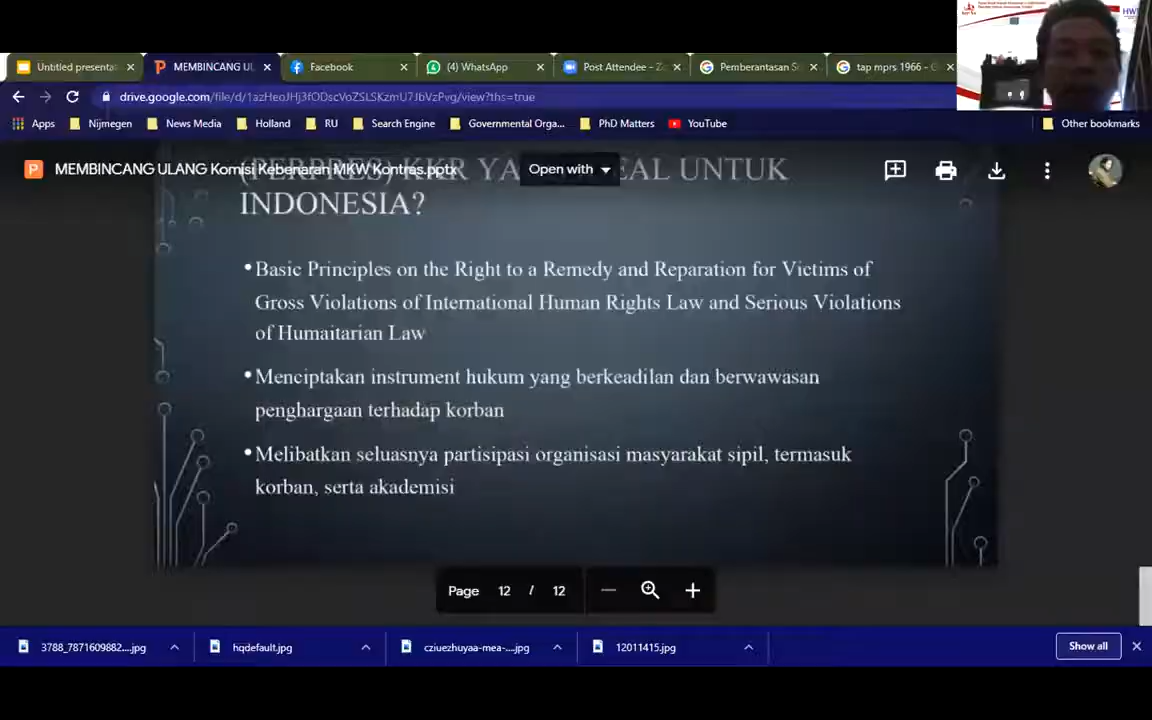 Untitled presenta
MEMBINCANG UL
Facebook
(4) WhatsApp
Post Attendee - Z
Pemberantasan S
tap mprs 1966 - G
HW
drive.google.com/file/d/1azHeoJHj3fODscVoZSLSKzmU7JbVzPvg/view?ths=true
Apps
Nijmegen
News Media
Holland
RU
Search Engine
Governmental Orga...
PhD Matters
YouTube
Other bookmarks
MEMBINCANG ULANG Komisi Kebenaran MKW Kontras.pptx
Open with
(PERPRES) KKR UNTUK
INDONESIA?
•Basic Principles on the Right to a Remedy and Reparation for Victims of
Gross Violations of International Human Rights Law and Serious Violations
of Humaitarian Law
•Menciptakan instrument hukum yang berkeadilan dan berwawasan
penghargaan terhadap korban
•Melibatkan seluasnya partisipasi organisasi masyarakat sipil, termasuk
korban, serta akademisi
Page 12 / 12
3788_7871609882....jpg
hqdefault.jpg
cziuezhuyaa-mea-....jpg
12011415.jpg
Show all